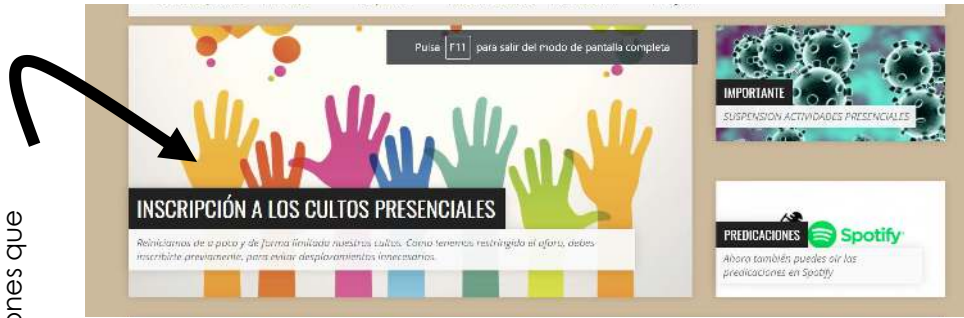 Pulsa F11 para salir del modo de pantalla completa
INSCRIPCIÓN A LOS CULTOS PRESENCIALES
Reiniciamos de a poco y de forma limitada nuestros cultos. Como tenemos restringido el aforo, debes
inscribirte previamente, para evitar desplazamientos innecesarios.
IMPORTANTE
SUSPENSION ACTIVIDADES PRESENCIALES
PREDICACIONES
Spotify
Ahora también puedes oir las
predicaciones en Spotify
que